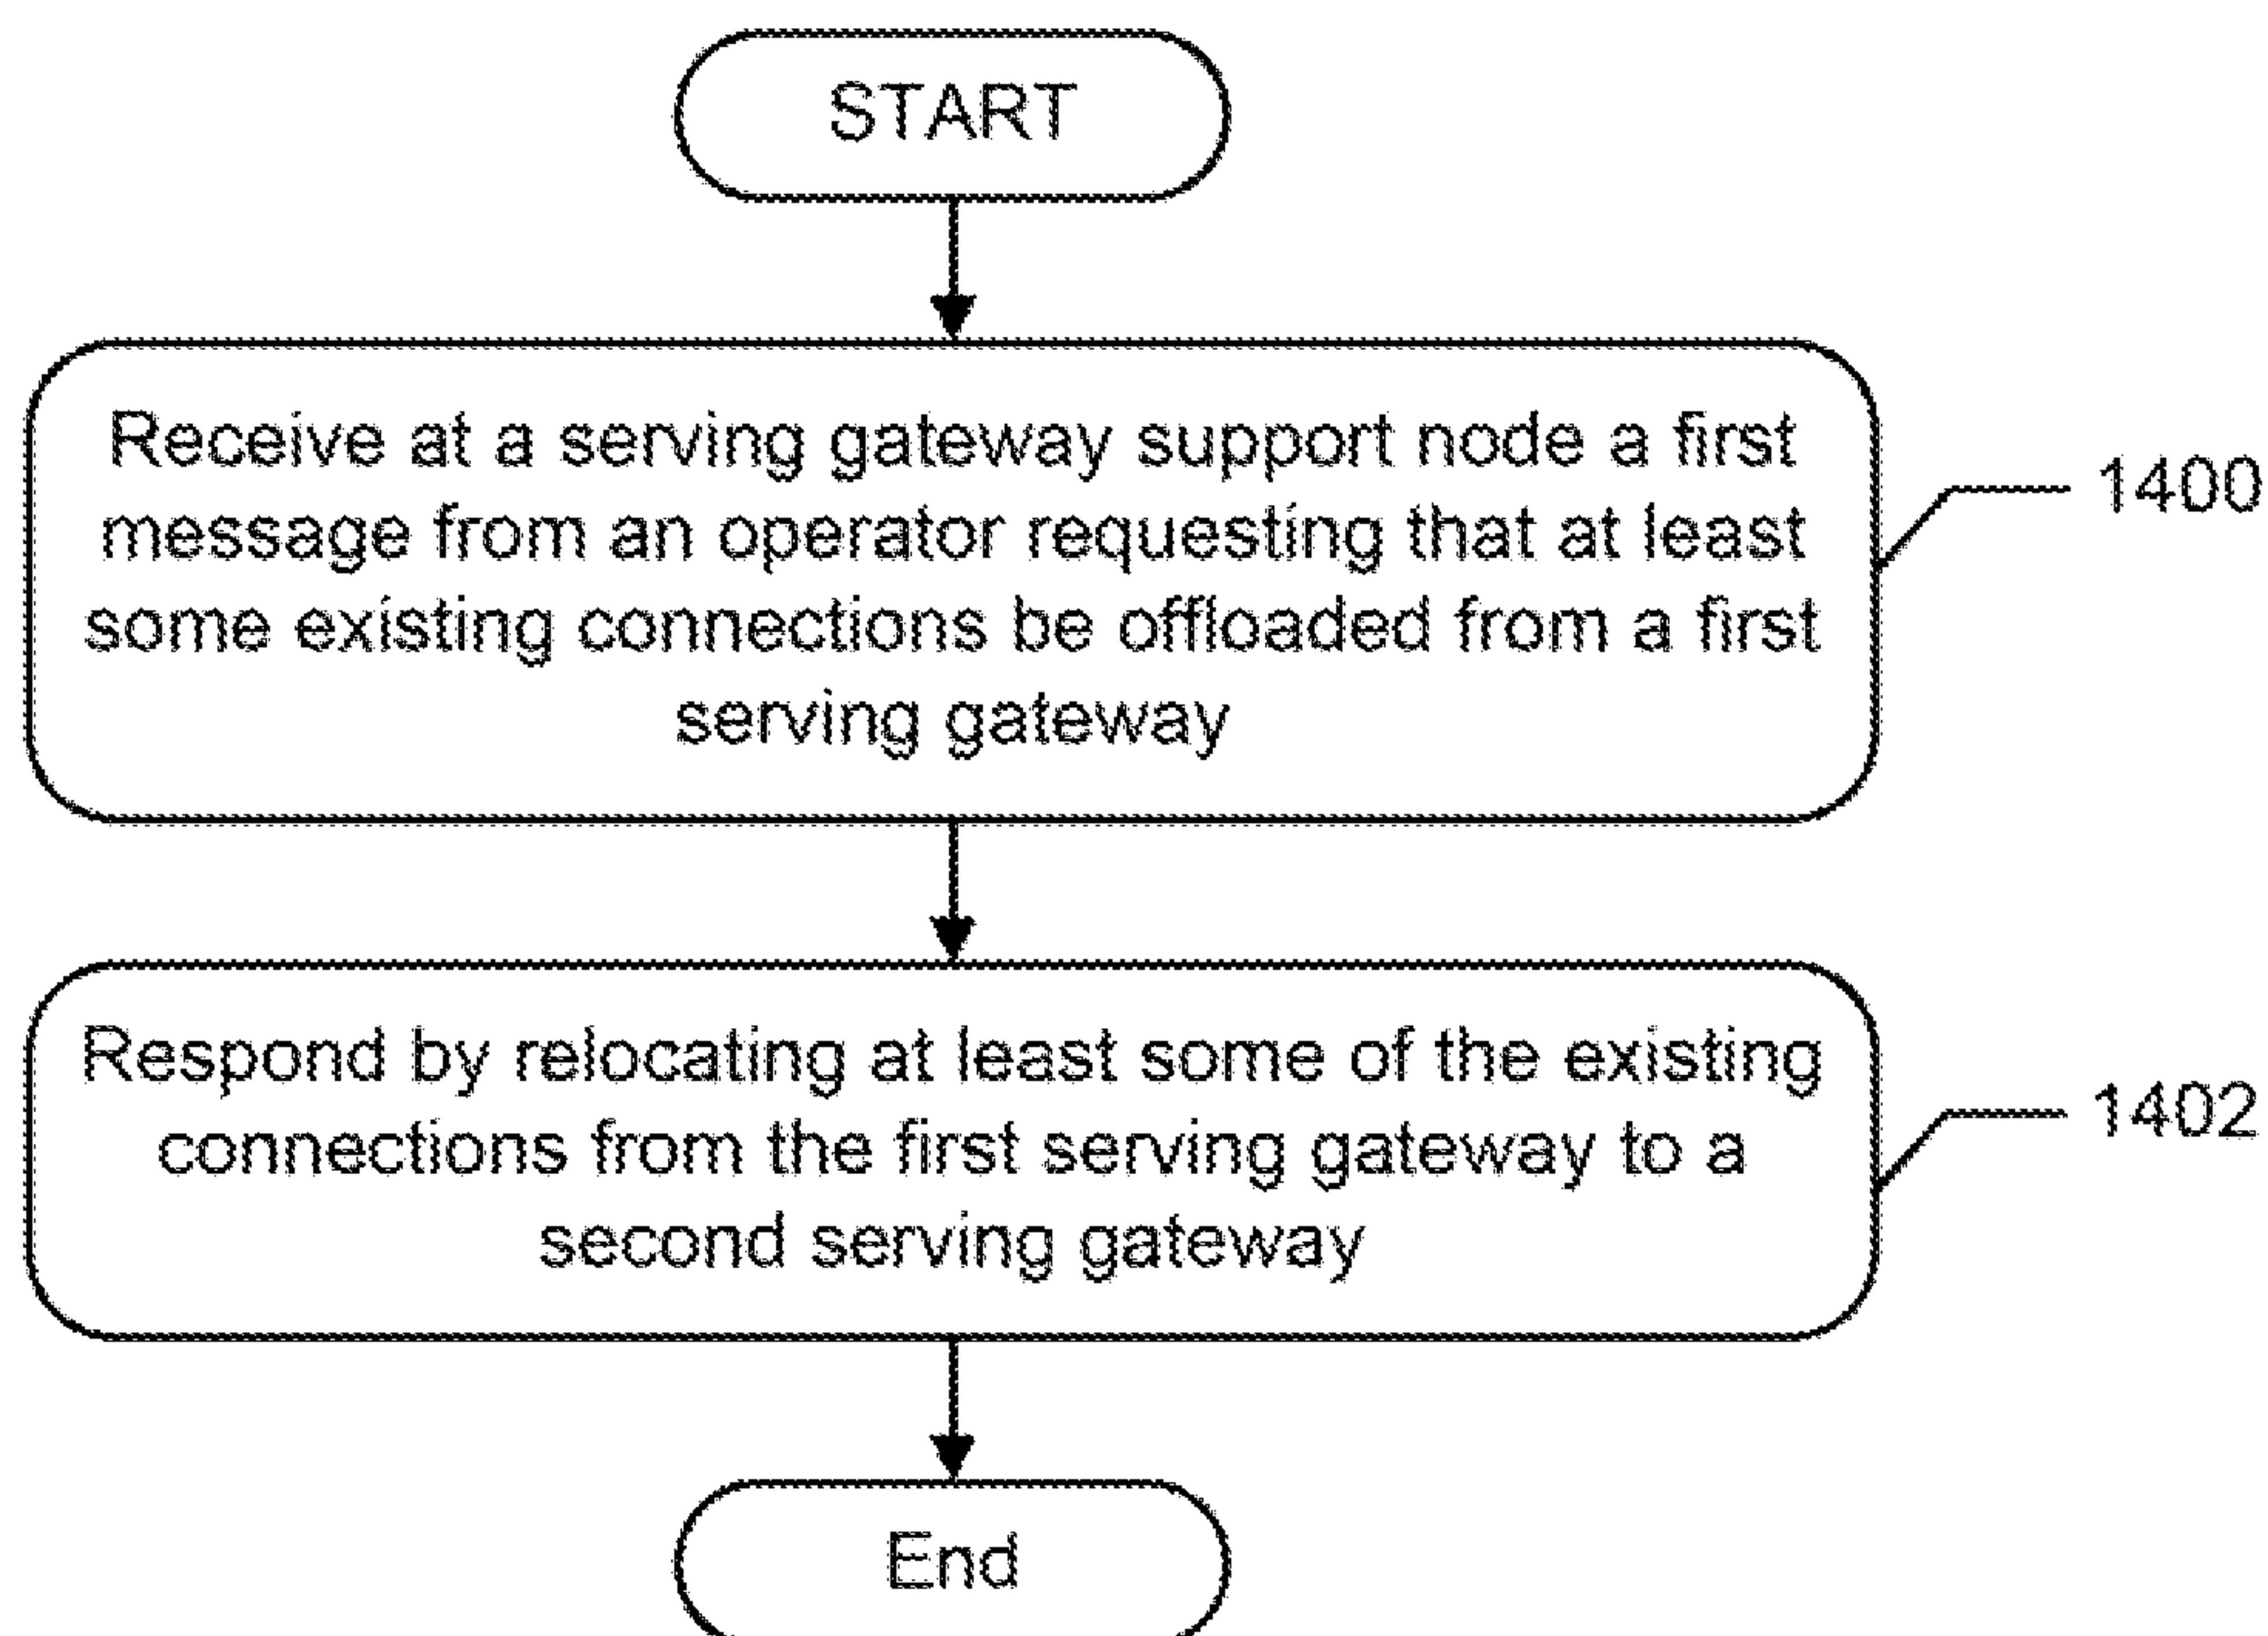 START
Receive at a serving gateway support node a first
message from an operator requesting that at least
some existing connections be offloaded from a first
serving gateway
1400
Respond by relocating at least some of the existing
connections from the first serving gateway to a
second serving gateway
1402
End